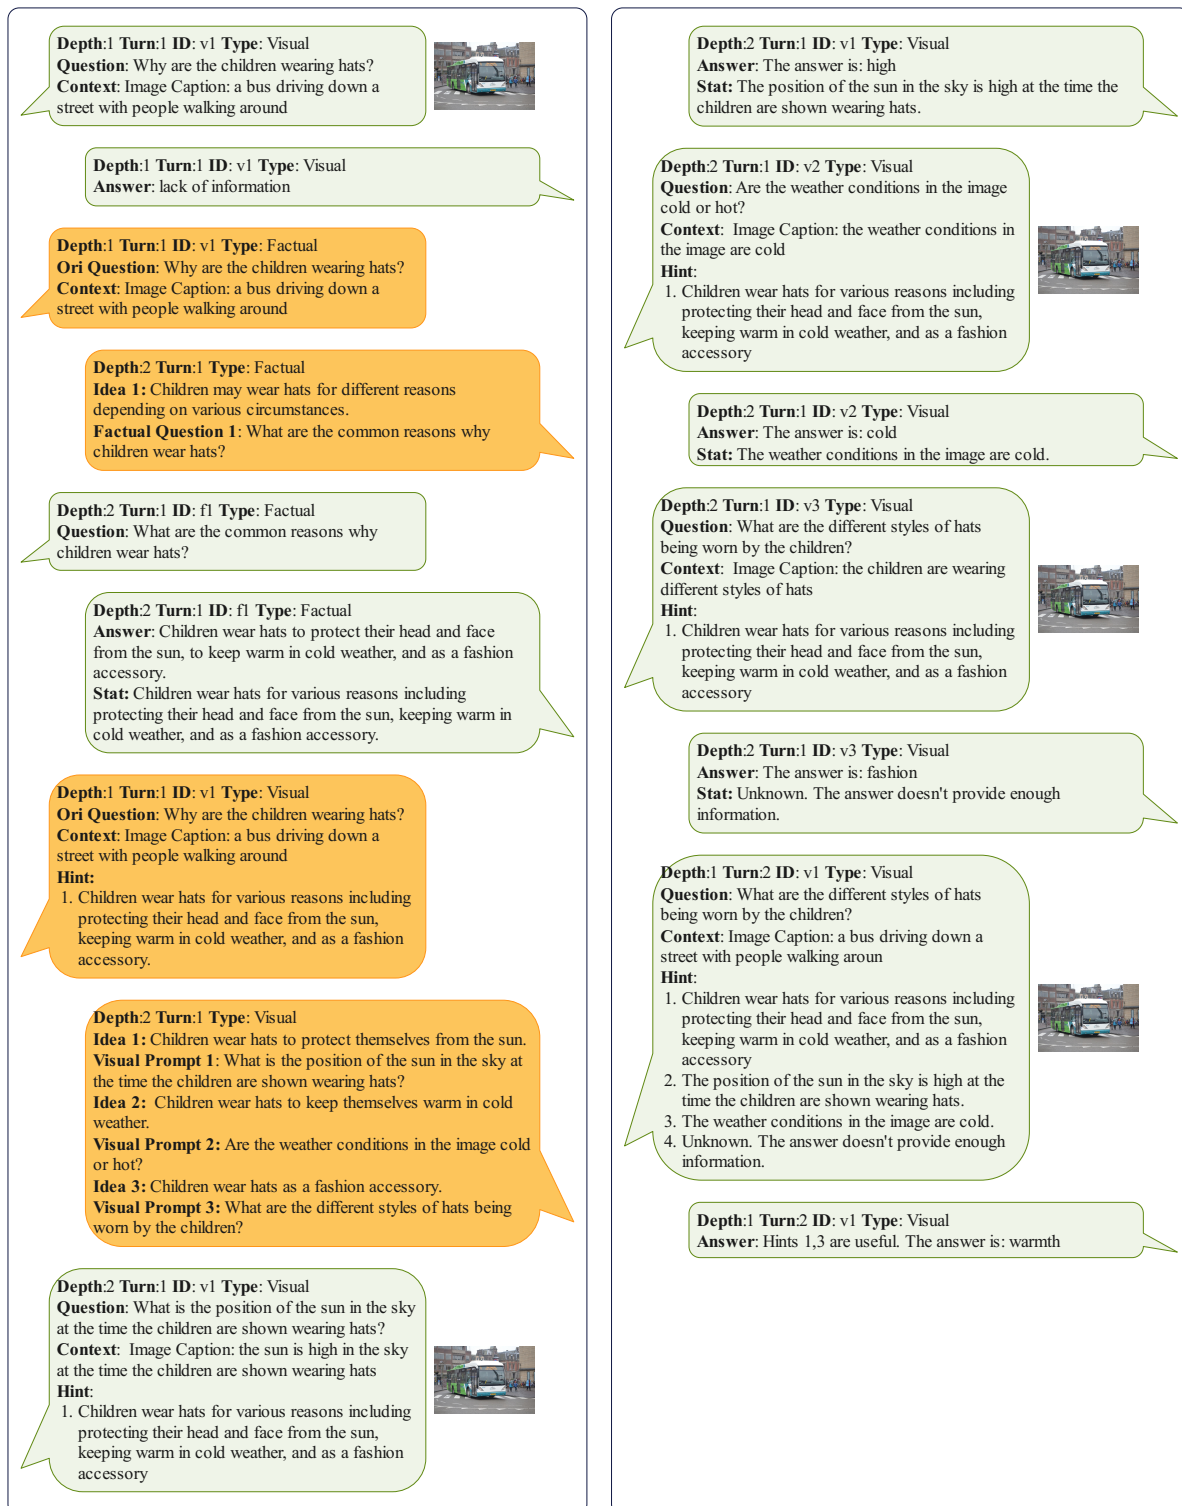 Depth:1 Turn:1 ID: v1 Type: Visual
Question: Why are the children wearing hats?
Context: Image Caption: a bus driving down a
street with people walking around
Depth:1 Turn:1 ID: v1 Type: Visual
Answer: lack of information
Depth:1 Turn:1 ID: v1 Type: Factual
Ori Question: Why are the children wearing hats?
Context: Image Caption: a bus driving down a
street with people walking around
Depth:2 Turn:1 Type: Factual
Idea 1: Children may wear hats for different reasons
depending on various circumstances.
Factual Question 1: What are the common reasons why
children wear hats?
Depth:2 Turn:1 ID: f1 Type: Factual
Question: What are the common reasons why
children wear hats?
Depth:2 Turn:1 ID: f1 Type: Factual
Answer: Children wear hats to protect their head and face
from the sun, to keep warm in cold weather, and as a fashion
accessory.
Stat: Children wear hats for various reasons including
protecting their head and face from the sun, keeping warm in
cold weather, and as a fashion accessory.
Depth:1 Turn:1 ID: v1 Type: Visual
Ori Question: Why are the children wearing hats?
Context: Image Caption: a bus driving down a
street with people walking around
Hint:
1. Children wear hats for various reasons including
protecting their head and face from the sun,
keeping warm in cold weather, and as a fashion
accessory.
Depth:2 Turn:1 Type: Visual
Idea 1: Children wear hats to protect themselves from the sun.
Visual Prompt 1: What is the position of the sun in the sky at
the time the children are shown wearing hats?
Idea 2: Children wear hats to keep themselves warm in cold
weather.
Visual Prompt 2: Are the weather conditions in the image cold
or hot?
Idea 3: Children wear hats as a fashion accessory.
Visual Prompt 3: What are the different styles of hats being
worn by the children?
Depth:2 Turn:1 ID: v1 Type: Visual
Question: What is the position of the sun in the sky
at the time the children are shown wearing hats?
Context: Image Caption: the sun is high in the sky
at the time the children are shown wearing hats
Hint:
1. Children wear hats for various reasons including
protecting their head and face from the sun,
keeping warm in cold weather, and as a fashion
accessory
Depth:2 Turn:1 ID: v1 Type: Visual
Answer: The answer is: high
Stat: The position of the sun in the sky is high at the time the
children are shown wearing hats.
Depth:2 Turn:1 ID: v2 Type: Visual
Question: Are the weather conditions in the image
cold or hot?
Context: Image Caption: the weather conditions in
the image are cold
Hint:
1. Children wear hats for various reasons including
protecting their head and face from the sun,
keeping warm in cold weather, and as a fashion
accessory
Depth:2 Turn:1 ID: v2 Type: Visual
Answer: The answer is: cold
Stat: The weather conditions in the image are cold.
Depth:2 Turn:1 ID: v3 Type: Visual
Question: What are the different styles of hats
being worn by the children?
Context: Image Caption: the children are wearing
different styles of hats
Hint:
1. Children wear hats for various reasons including
protecting their head and face from the sun,
keeping warm in cold weather, and as a fashion
accessory
Depth:2 Turn:1 ID: v3 Type: Visual
Answer: The answer is: fashion
Stat: Unknown. The answer doesn't provide enough
information.
Depth:1 Turn:2 ID: v1 Type: Visual
Question: What are the different styles of hats
being worn by the children?
Context: Image Caption: a bus driving down a
street with people walking aroun
Hint:
1. Children wear hats for various reasons including
protecting their head and face from the sun,
keeping warm in cold weather, and as a fashion
accessory
2. The position of the sun in the sky is high at the
time the children are shown wearing hats.
3. The weather conditions in the image are cold.
4. Unknown. The answer doesn't provide enough
information.
Depth:1 Turn:2 ID: v1 Type: Visual
Answer: Hints 1,3 are useful. The answer is: warmth